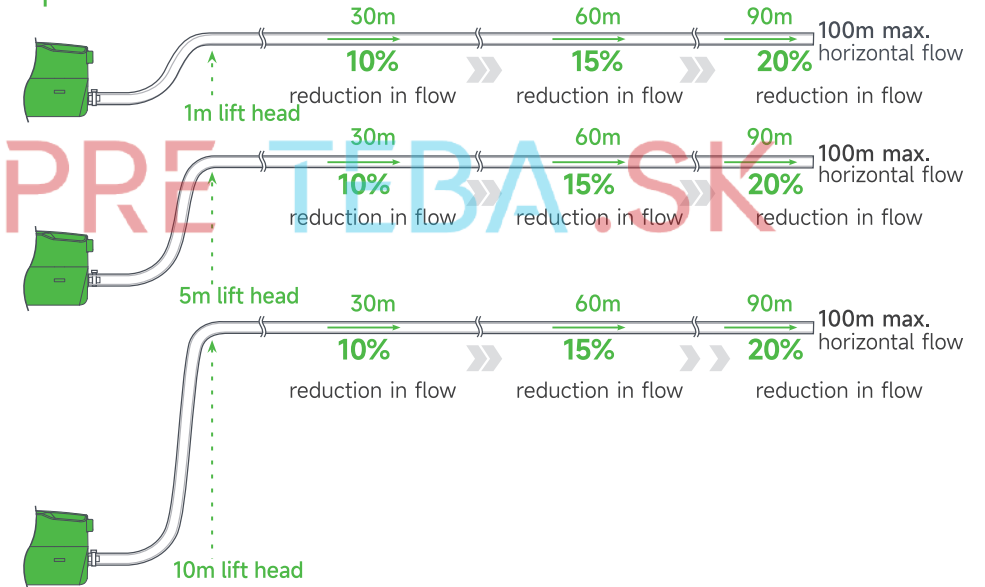 30m 60m 90m
100m max.
horizontal flow
10% 15% 20%
reduction in flow reduction in flow reduction in flow
1m lift head
30m 60m 90m
100m max.
horizontal flow
10% 15% 20%
reduction in flow reduction in flow reduction in flow
PRE TEBA.SK
5m lift head
30m 60m 90m
100m max.
horizontal flow
10% 15% 20%
reduction in flow reduction in flow reduction in flow
10m lift head